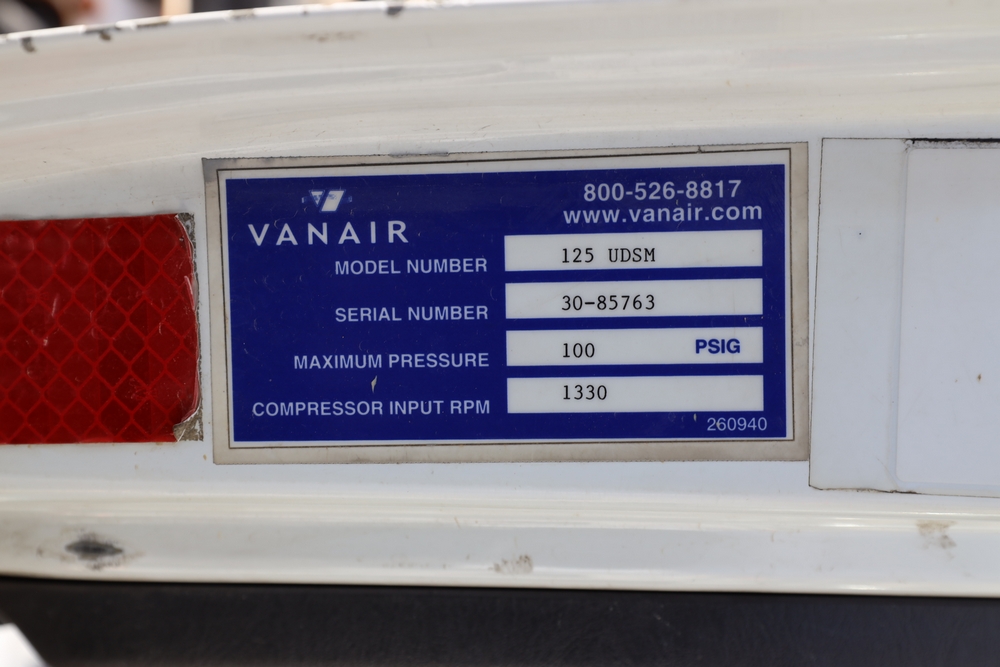 800-526-8817
www.vanair.com
VANAIR
MODEL NUMBER 125 UDSM
SERIAL NUMBER 30-85763
MAXIMUM PRESSURE 100 PSIG
COMPRESSOR INPUT RPM 1330
260940